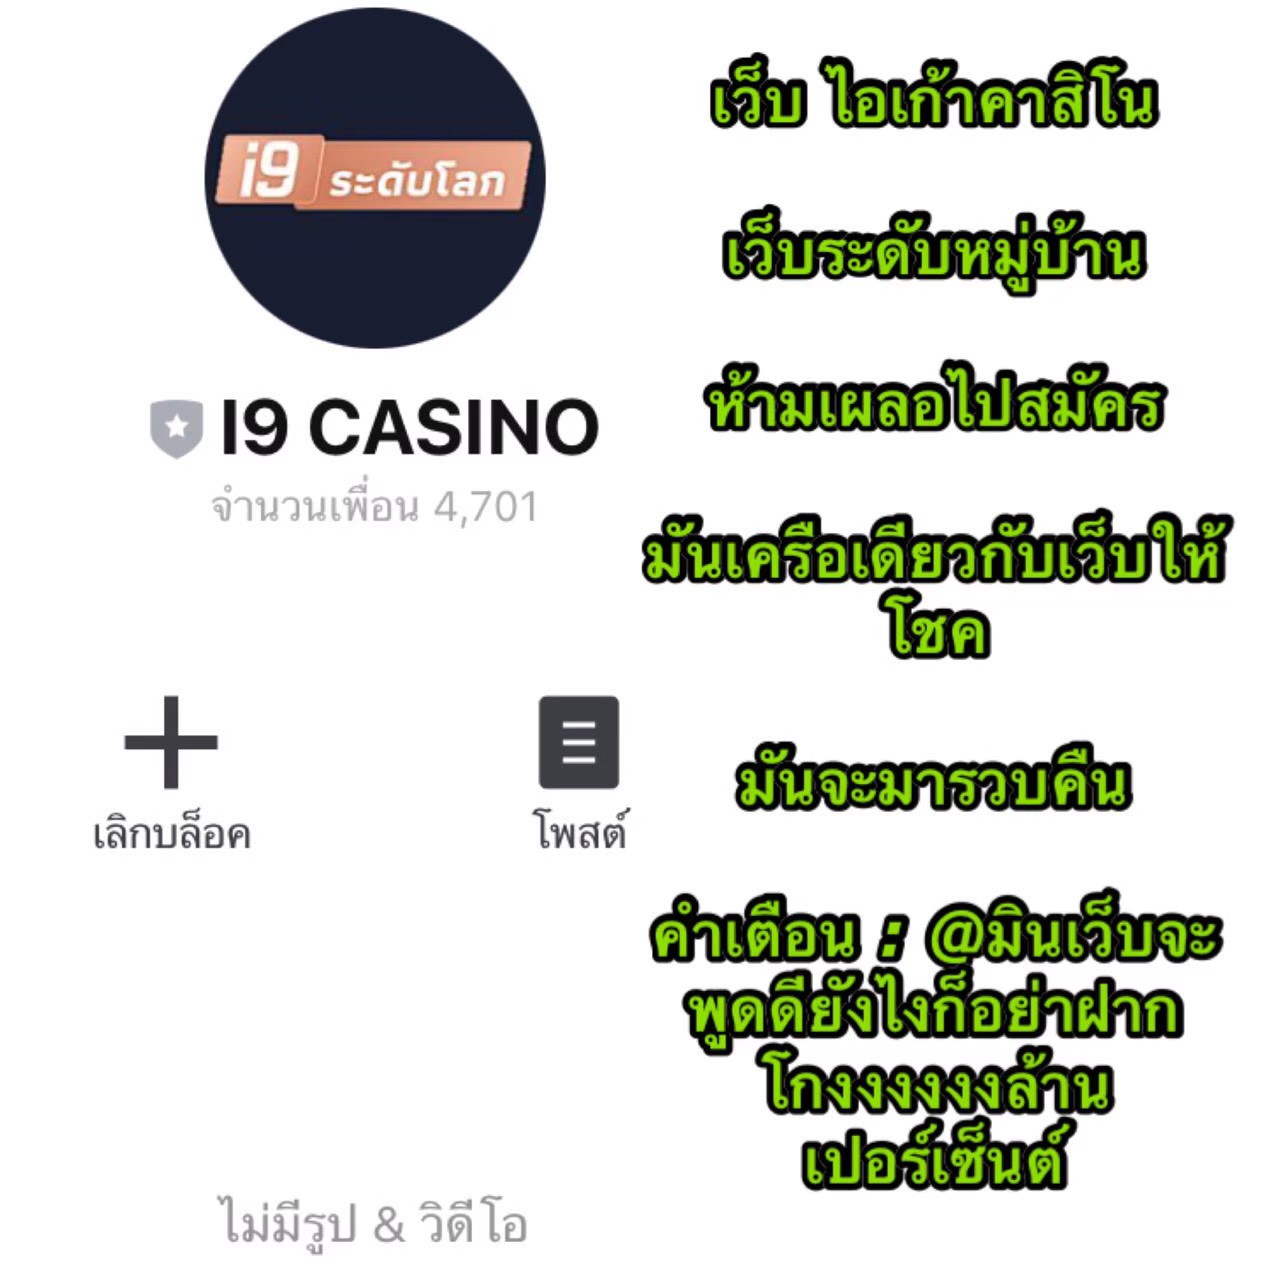 i9 ระดับโลก
I9 CASINO
จำนวนเพื่อน 4,701
เลิกบล็อค
โพสต์
ไม่มีรูป & วิดีโอ
เว็บ ไอเก้าคาสิโน
เว็บระดับหมู่บ้าน
ห้ามเผลอไปสมัคร
มันเครือเดียวกับเว็บให้
โชค
มันจะมารวบคืน
คำเตือน : @มินเว็บจะ
พูดดียังไงก็อย่าฝาก
โกงงงงงงล้าน
เปอร์เซ็นต์